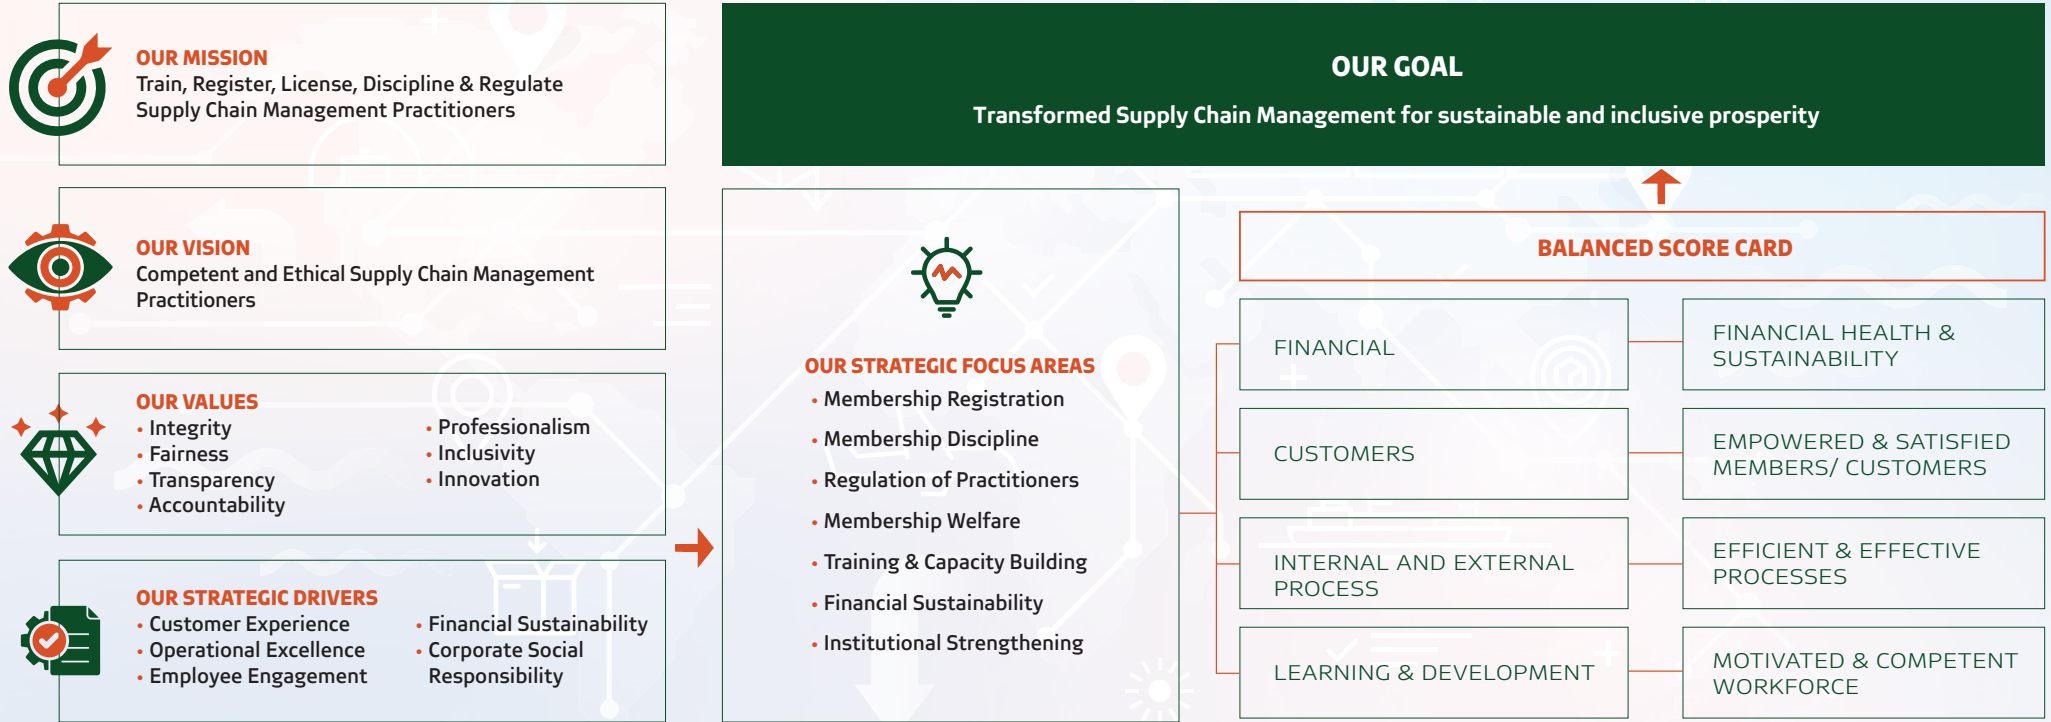 OUR MISSION
Train, Register, License, Discipline & Regulate
Supply Chain Management Practitioners
OUR VISION
Competent and Ethical Supply Chain Management
Practitioners
OUR VALUES
• Integrity
• Fairness
• Transparency
• Accountability
• Professionalism
• Inclusivity
• Innovation
OUR STRATEGIC DRIVERS
• Customer Experience
• Operational Excellence
• Employee Engagement
• Financial Sustainability
• Corporate Social
Responsibility
OUR GOAL
Transformed Supply Chain Management for sustainable and inclusive prosperity
OUR STRATEGIC FOCUS AREAS
• Membership Registration
• Membership Discipline
• Regulation of Practitioners
• Membership Welfare
• Training & Capacity Building
• Financial Sustainability
• Institutional Strengthening
BALANCED SCORE CARD
FINANCIAL
FINANCIAL HEALTH &
SUSTAINABILITY
CUSTOMERS
EMPOWERED & SATISFIED
MEMBERS/ CUSTOMERS
INTERNAL AND EXTERNAL
PROCESS
EFFICIENT & EFFECTIVE
PROCESSES
LEARNING & DEVELOPMENT
MOTIVATED & COMPETENT
WORKFORCE